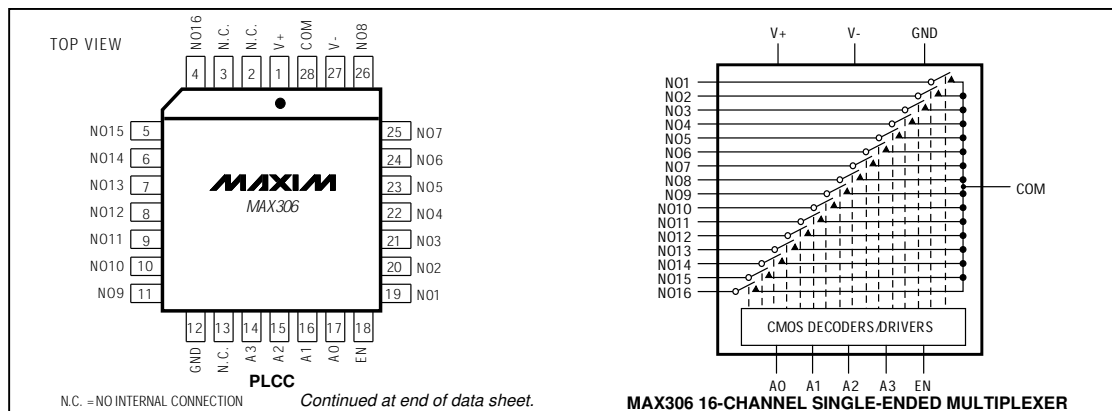 TOP VIEW
NO16 N.C. N.C. V+ COM V- NO8
4 3 2 1 28 27 26
NO15 5 25 NO7
NO14 6 24 NO6
NO13 7 23 NO5
NO12 8 22 NO4
NO11 9 21 NO3
NO10 10 20 NO2
NO9 11 19 NO1
MAXIM
MAX306
12 13 14 15 16 17 18
GND N.C. A3 A2 A1 A0 EN
PLCC
N.C. = NO INTERNAL CONNECTION
Continued at end of data sheet.
V+ V- GND
NO1
NO2
NO3
NO4
NO5
NO6
NO7
NO8
NO9
NO10
NO11
NO12
NO13
NO14
NO15
NO16
COM
CMOS DECODERS/DRIVERS
A0 A1 A2 A3 EN
MAX306 16-CHANNEL SINGLE-ENDED MULTIPLEXER